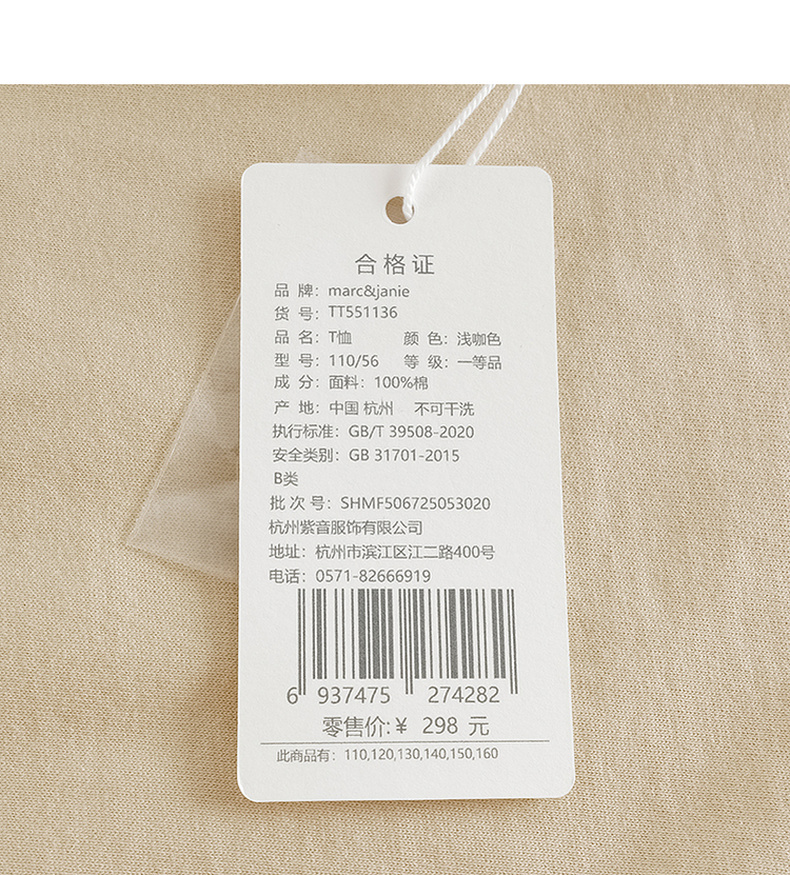 合格证
品 牌：marc&janie
货 号：TT551136
品 名：T恤 颜 色：浅咖色
型 号：110/56 等 级：一等品
成 分：面料：100%棉
产 地：中国 杭州 不可干洗
执行标准：GB/T 39508-2020
安全类别：GB 31701-2015
B类
批 次 号：SHMF506725053020
杭州紫音服饰有限公司
地址：杭州市滨江区江二路400号
电话：0571-82666919
6 937475 274282
零售价:￥ 298 元
此商品有：110,120,130,140,150,160